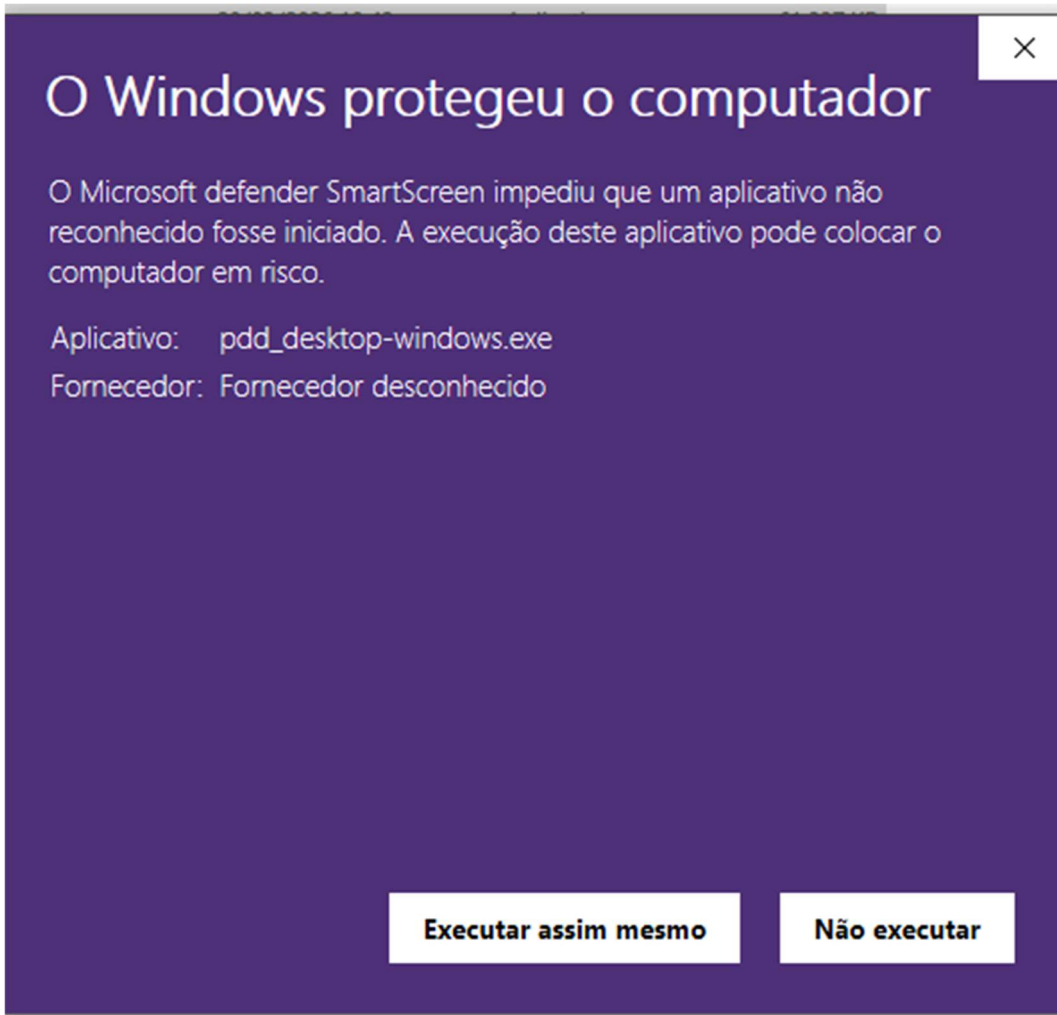 O Windows protegeu o computador
O Microsoft defender SmartScreen impediu que um aplicativo não
reconhecido fosse iniciado. A execução deste aplicativo pode colocar o
computador em risco.
Aplicativo: pdd_desktop-windows.exe
Fornecedor: Fornecedor desconhecido
Executar assim mesmo
Não executar